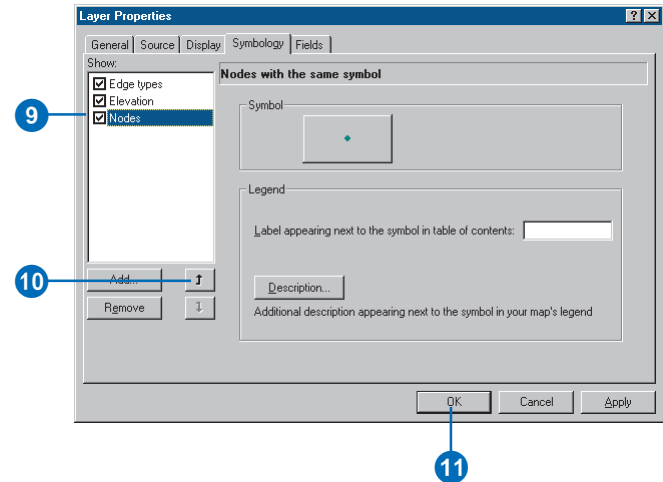 Layer Properties
General Source Display Symbology Fields
Show:
Edge types
Elevation
Nodes
Nodes with the same symbol
Symbol
Legend
Label appearing next to the symbol in table of contents:
Add...
Remove
Description...
Additional description appearing next to the symbol in your map's legend
OK Cancel Apply
9
10
11